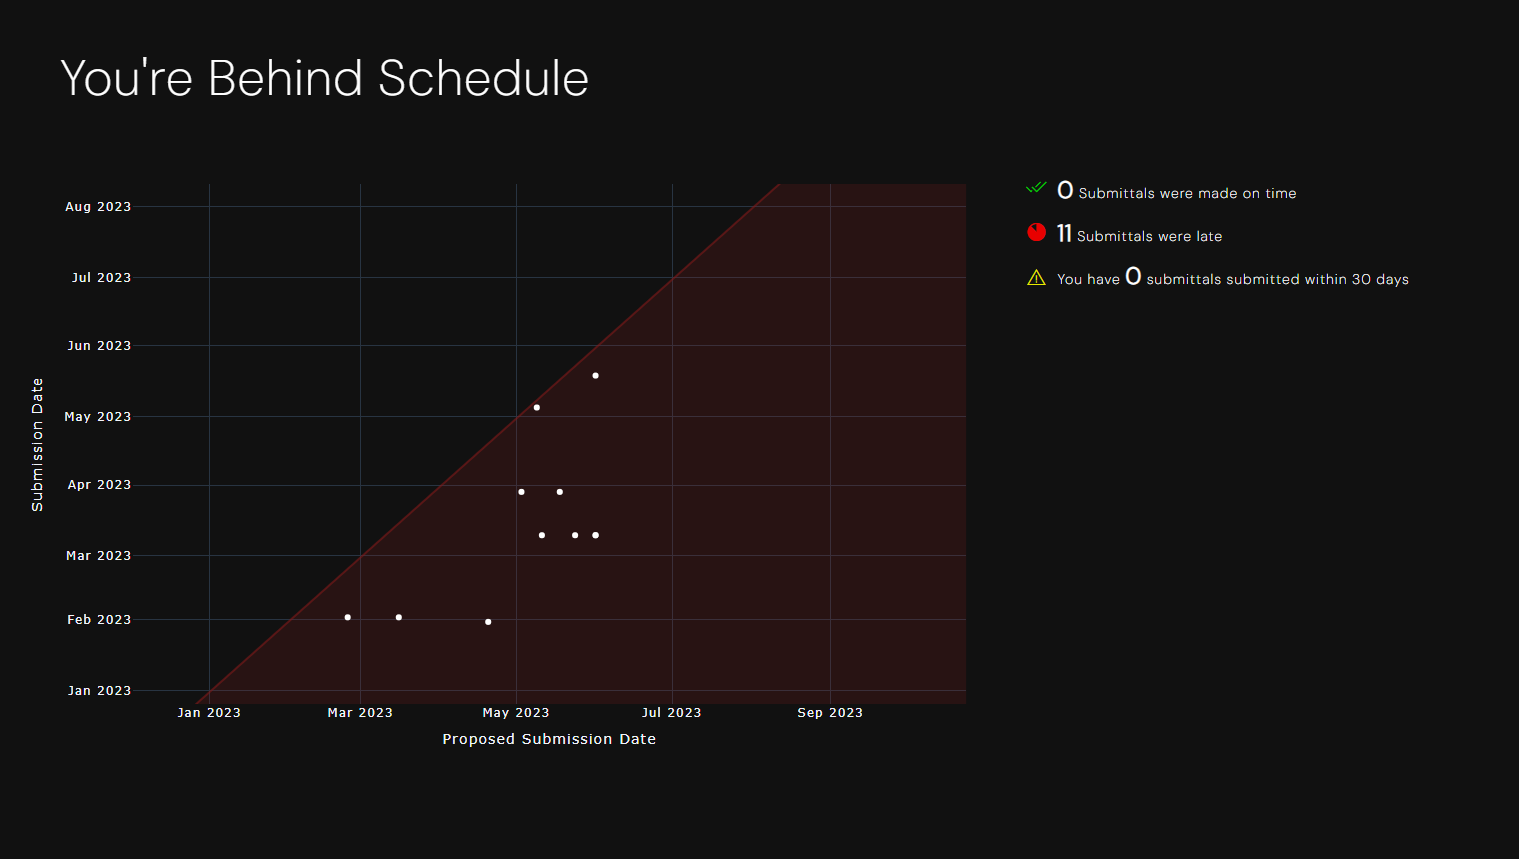 You're Behind Schedule
0 Submittals were made on time
11 Submittals were late
You have 0 submittals submitted within 30 days
Submission Date
Aug 2023
Jul 2023
Jun 2023
May 2023
Apr 2023
Mar 2023
Feb 2023
Jan 2023
Jan 2023 Mar 2023 May 2023 Jul 2023 Sep 2023
Proposed Submission Date